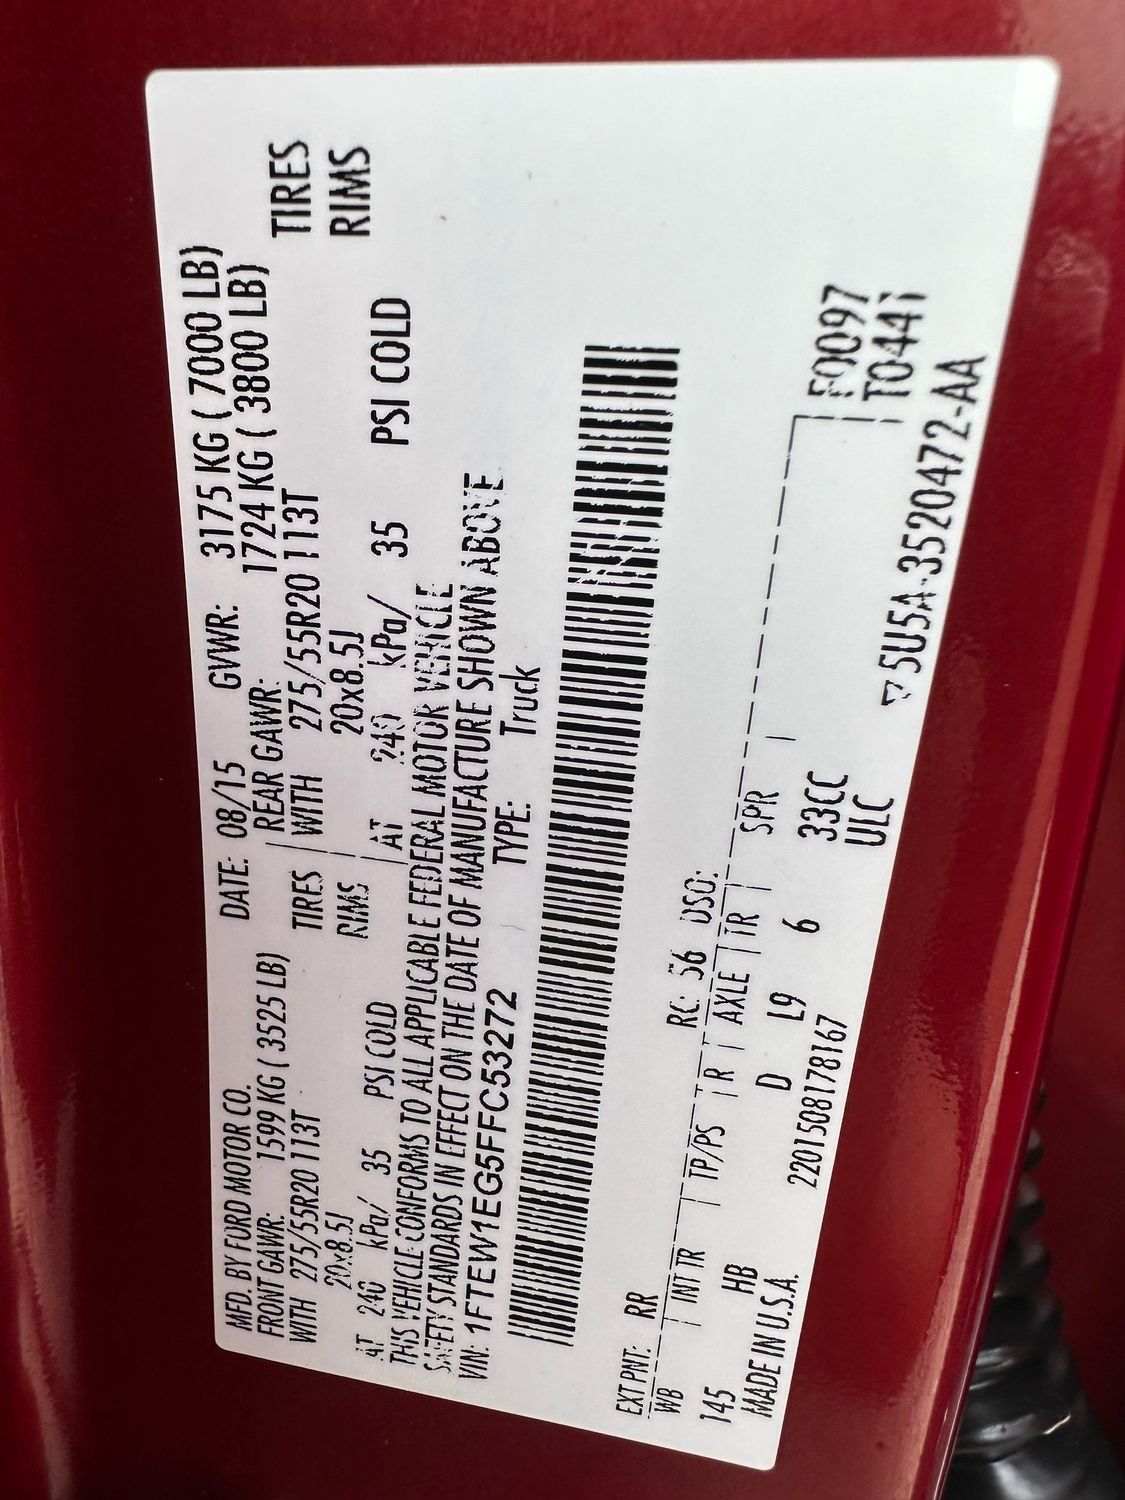 MFD. BY FORD MOTOR CO. DATE: 08/15 GVWR: 3175 KG ( 7000 LB)
FRONT GAWR: 1599 KG ( 3525 LB) REAR GAWR: 1724 KG ( 3800 LB)
WITH 275/55R20 113T TIRES WITH 275/55R20 113T TIRES
20x8.5J RIMS 20x8.5J RIMS
AT 240 kPa/ 35 PSI COLD AT 240 kPa/ 35 PSI COLD
THIS VEHICLE CONFORMS TO ALL APPLICABLE FEDERAL MOTOR VEHICLE
SAFETY STANDARDS IN EFFECT ON THE DATE OF MANUFACTURE SHOWN ABOVE
VIN: 1FTEW1EG5FFC53272 TYPE: Truck
EXT PNT: RR RC: 56 DSO: F0097
WB INT TR TP/PS R AXLE TR SPR T0441
145 HB D L9 6 33CC
MADE IN U.S.A. 2201508178167 ULC
▽5U5A-3520472-AA